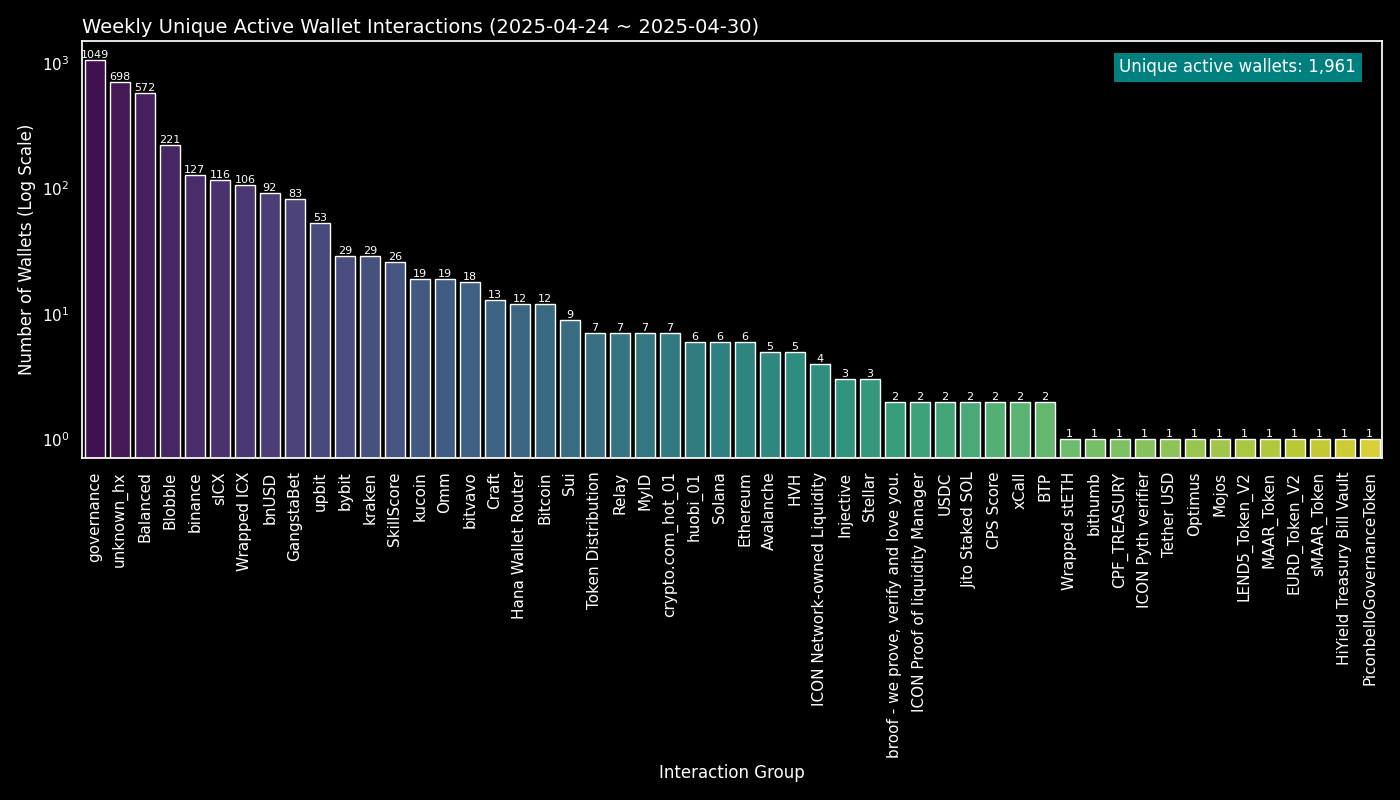 Weekly Unique Active Wallet Interactions (2025-04-24 ~ 2025-04-30)
Unique active wallets: 1,961
Number of Wallets (Log Scale)
10³
10²
10¹
10⁰
1049
698
572
221
127
116
106
92
83
53
29
29
26
19
19
18
13
12
12
9
7
7
7
7
6
6
6
5
5
4
3
3
2
2
2
2
2
2
2
1
1
1
1
1
1
1
1
1
1
1
1
1
governance
unknown_hx
Balanced
Blobble
binance
sICX
Wrapped ICX
bnUSD
GangstaBet
upbit
bybit
kraken
SkillScore
kucoin
Omm
bitvavo
Craft
Hana Wallet Router
Bitcoin
Sui
Token Distribution
Relay
MyID
crypto.com_hot_01
huobi_01
Solana
Ethereum
Avalanche
HVH
ICON Network-owned Liquidity
Injective
Stellar
broof - we prove, verify and love you.
ICON Proof of liquidity Manager
USDC
Jito Staked SOL
CPS Score
xCall
BTP
Wrapped stETH
bithumb
CPF_TREASURY
ICON Pyth verifier
Tether USD
Optimus
Mojos
LEND5_Token_V2
MAAR_Token
EURD_Token_V2
sMAAR_Token
HiYield Treasury Bill Vault
PiconbelloGovernanceToken
Interaction Group